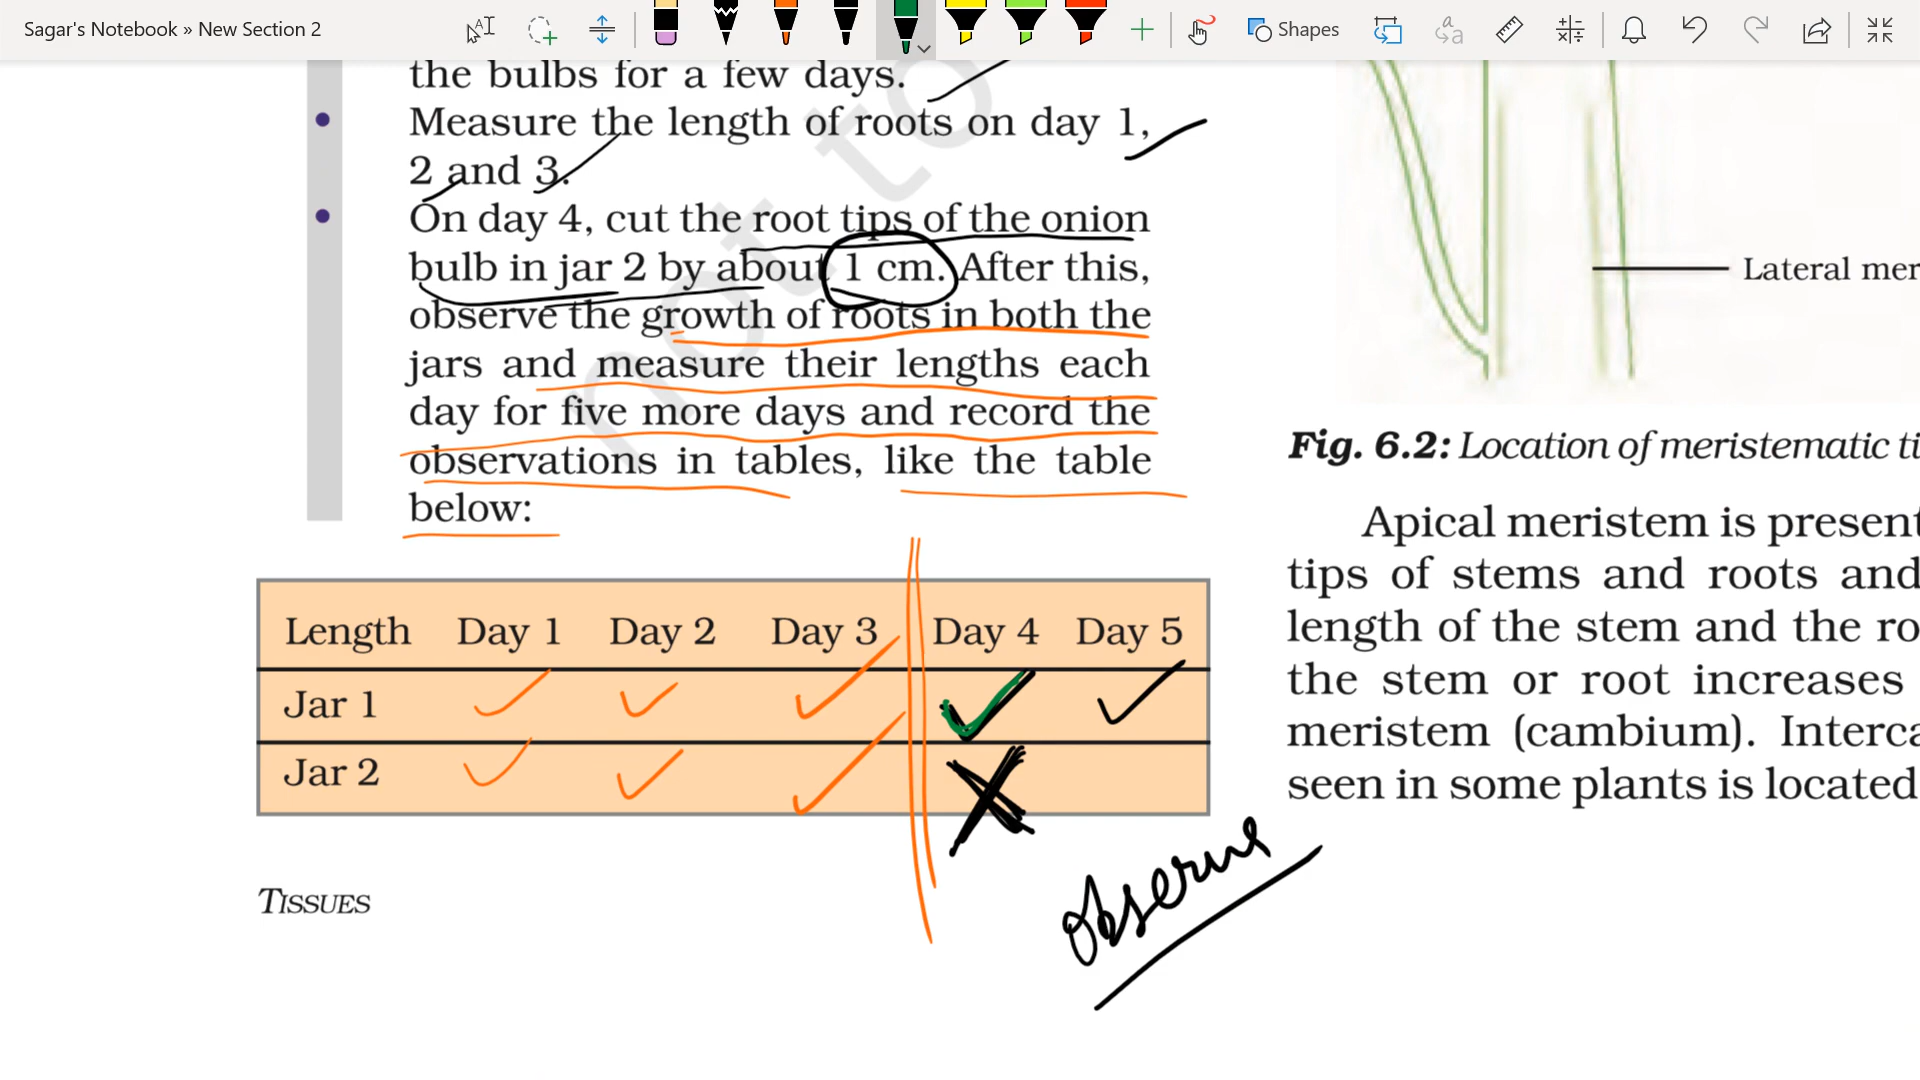 Sagar's Notebook » New Section 2
Shapes
the bulbs for a few days.
• Measure the length of roots on day 1,
2 and 3.
• On day 4, cut the root tips of the onion
bulb in jar 2 by about 1 cm. After this,
observe the growth of roots in both the
jars and measure their lengths each
day for five more days and record the
observations in tables, like the table
below:
Length Day 1 Day 2 Day 3 Day 4 Day 5
Jar 1
Jar 2
Observe
TISSUES
not to
Lateral mer
Fig. 6.2: Location of meristematic ti
Apical meristem is present
tips of stems and roots and
length of the stem and the ro
the stem or root increases
meristem (cambium). Interca
seen in some plants is located